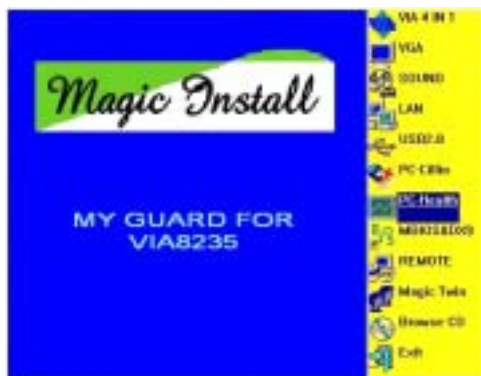 Magic Install
MY GUARD FOR
VIA8235
VIA 4 IN 1
VGA
SOUND
LAN
USB2.0
PC-Cillin
PC-Health
REMOTE
Magic Twin
Browse CD
Exit